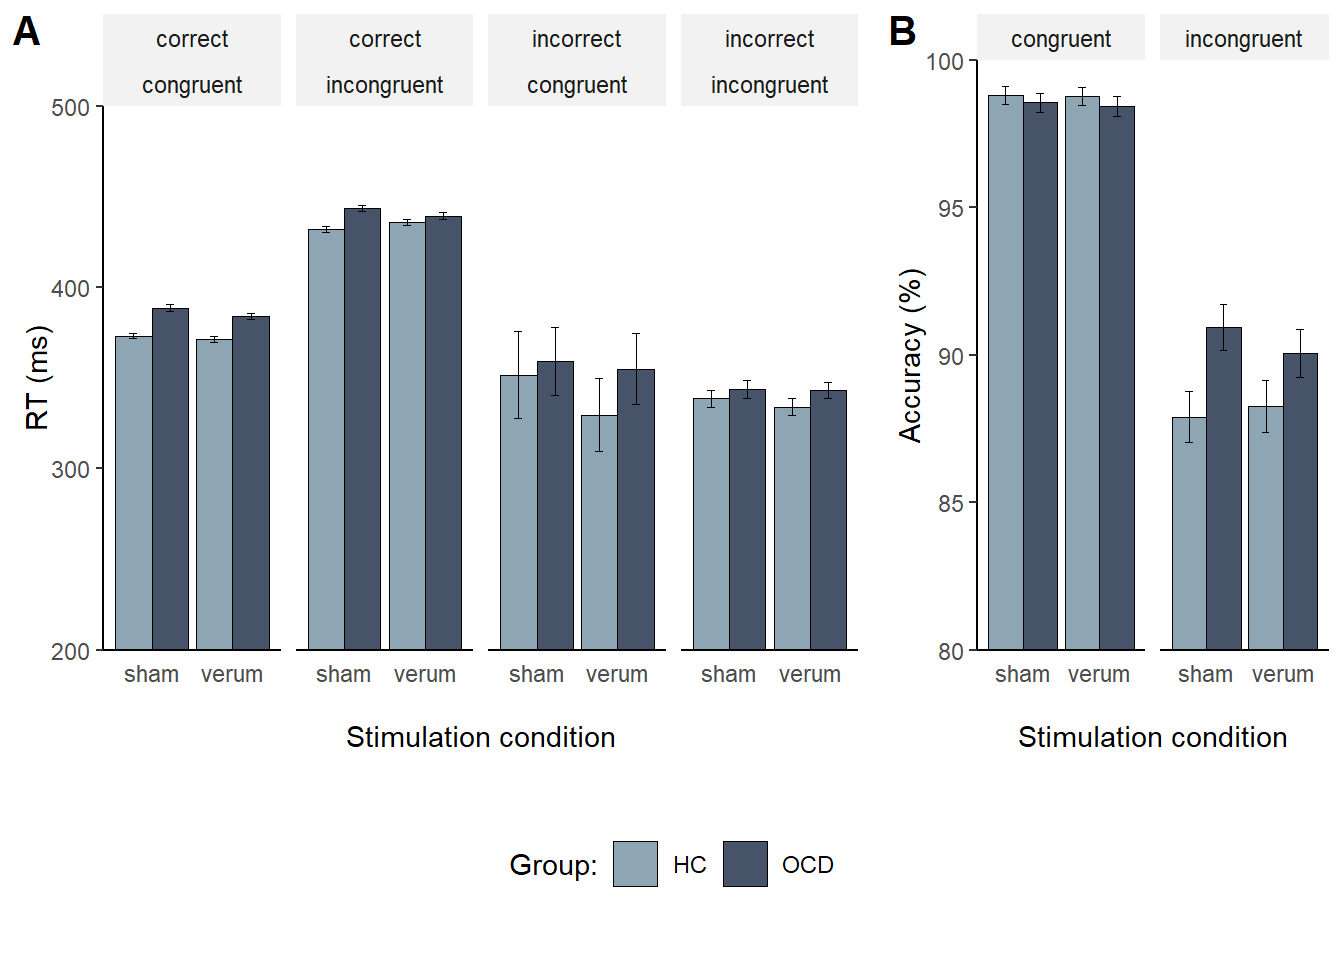 A
correct
congruent
correct
incongruent
incorrect
congruent
incorrect
incongruent
RT (ms)
500
400
300
200
sham verum
sham verum
sham verum
sham verum
Stimulation condition
B
congruent
incongruent
Accuracy (%)
100
95
90
85
80
sham verum
sham verum
Stimulation condition
Group: HC OCD